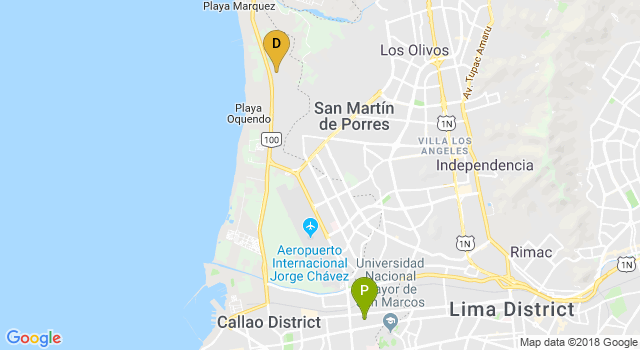 Playa Marquez
D
Los Olivos
Av. Tupac Amaru
Playa
Oquendo
San Martín
de Porres
1N
100
VILLA LOS
ANGELES
Independencia
1N
Aeropuerto
Internacional
Jorge Chávez
Universidad
Nacional
Mayor de
San Marcos
Rimac
1N
P
Callao District
Lima District
Google
Map data ©2018 Google